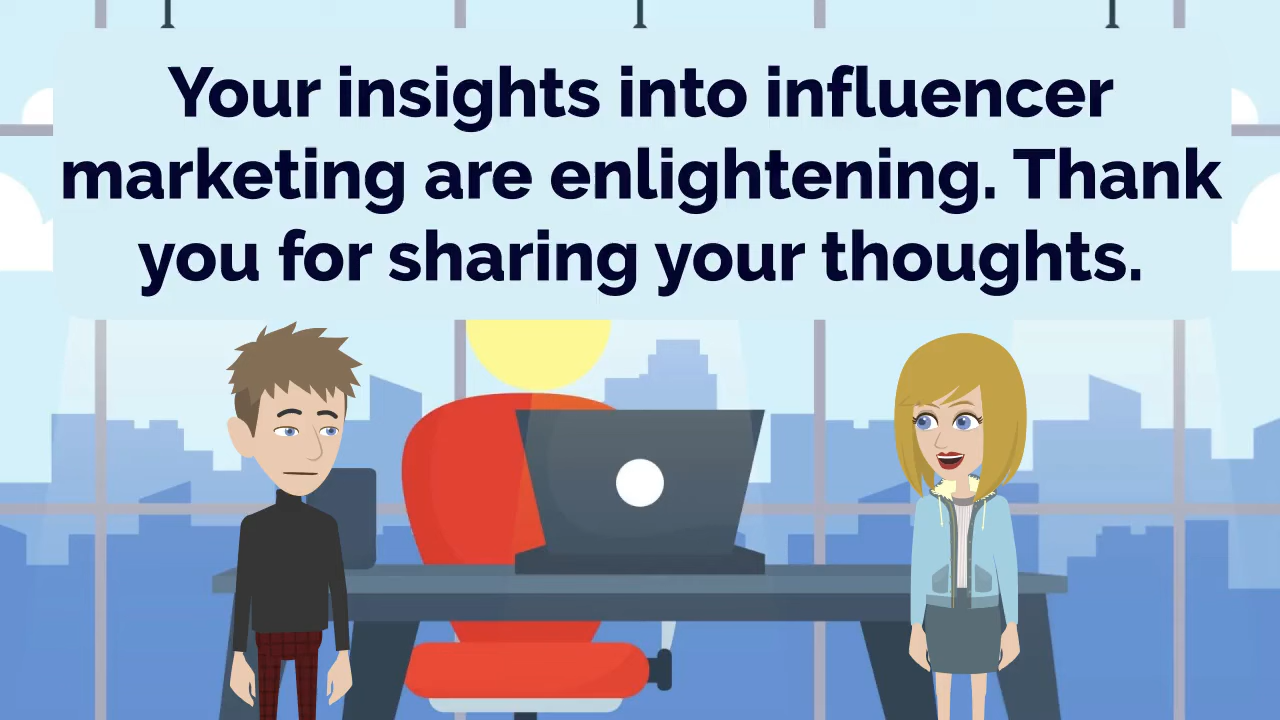 Your insights into influencer
marketing are enlightening. Thank
you for sharing your thoughts.